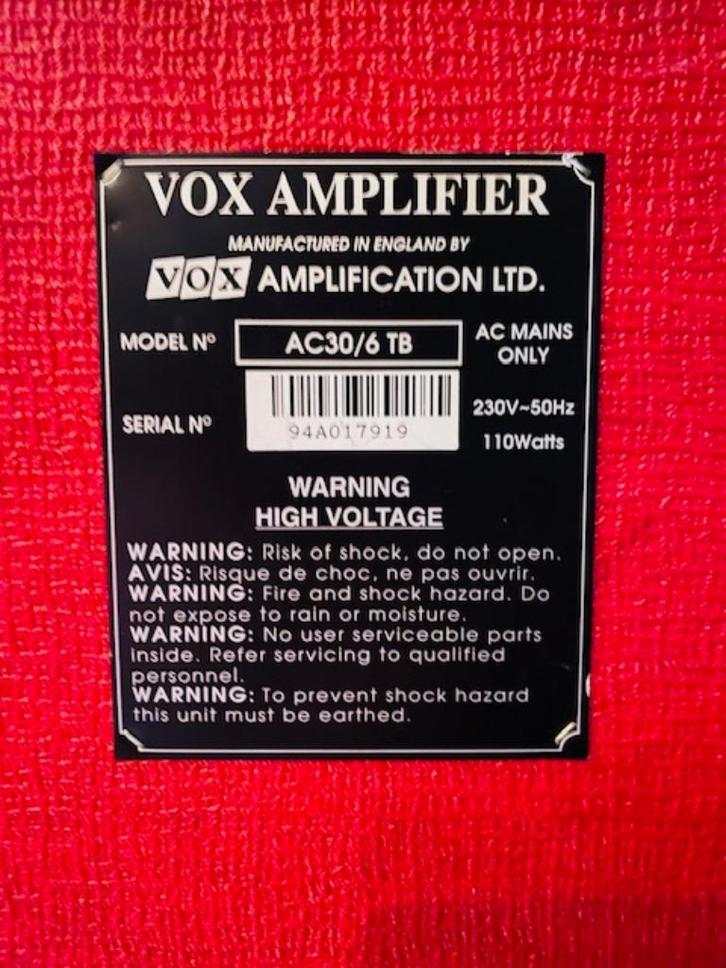 VOX AMPLIFIER
MANUFACTURED IN ENGLAND BY
VOX AMPLIFICATION LTD.
MODEL Nº AC30/6 TB AC MAINS ONLY
SERIAL Nº 94A017919 230V~50Hz
110Watts
WARNING
HIGH VOLTAGE
WARNING: Risk of shock, do not open.
AVIS: Risque de choc, ne pas ouvrir.
WARNING: Fire and shock hazard. Do
not expose to rain or moisture.
WARNING: No user serviceable parts
inside. Refer servicing to qualified
personnel.
WARNING: To prevent shock hazard
this unit must be earthed.